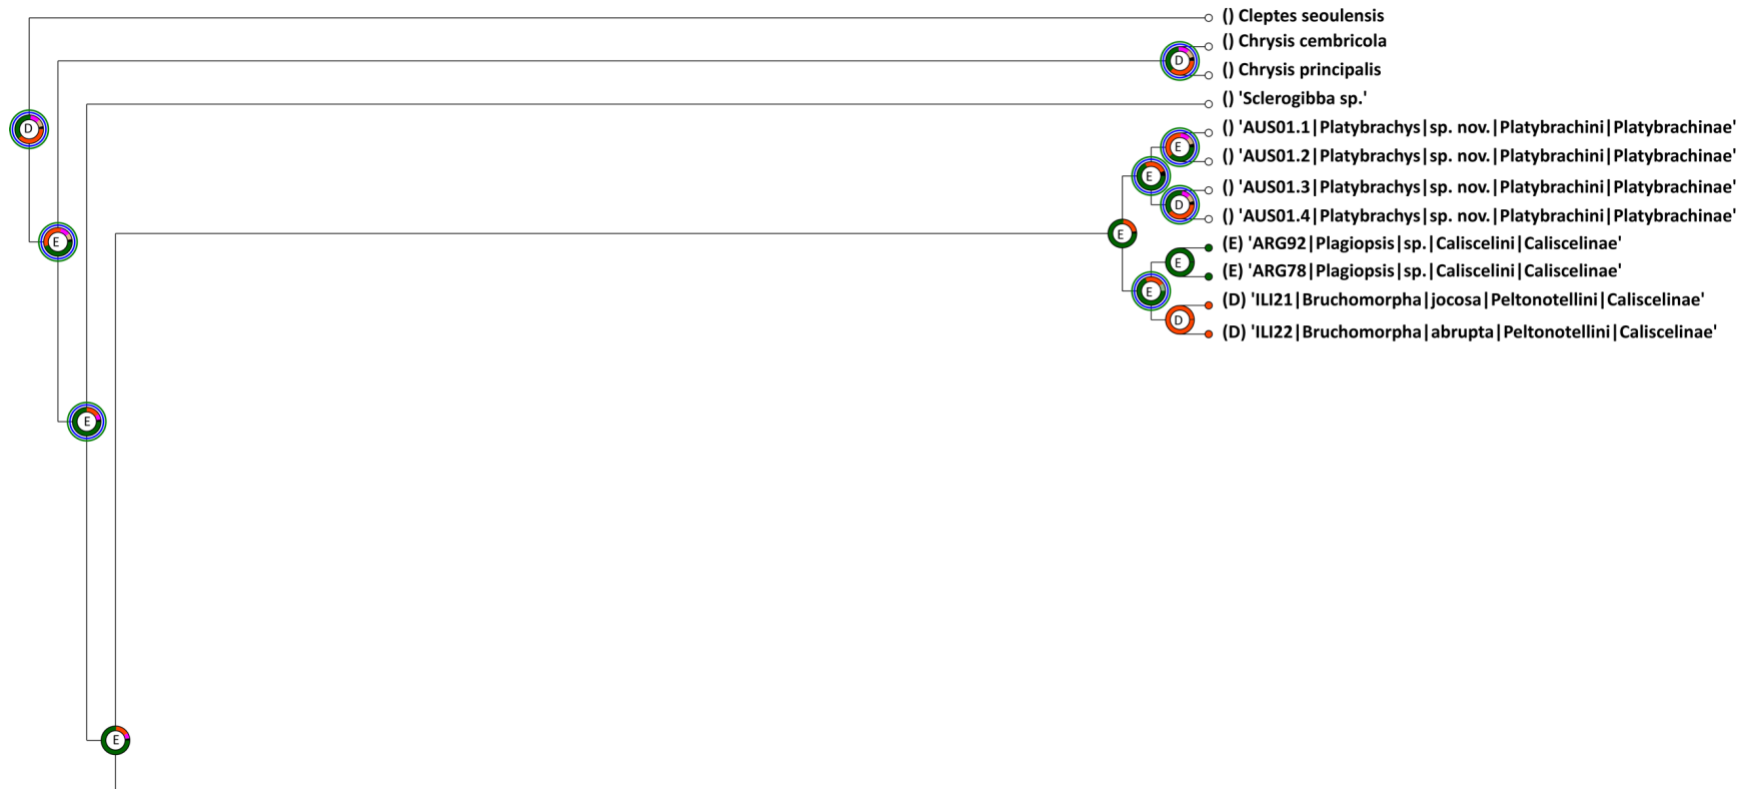 () Cleptes seoulensis
() Chrysis cembricola
D
() Chrysis principalis
() 'Sclerogibba sp.'
D
() 'AUS01.1|Platybrachys|sp. nov.|Platybrachini|Platybrachinae'
E
() 'AUS01.2|Platybrachys|sp. nov.|Platybrachini|Platybrachinae'
E
() 'AUS01.3|Platybrachys|sp. nov.|Platybrachini|Platybrachinae'
D
() 'AUS01.4|Platybrachys|sp. nov.|Platybrachini|Platybrachinae'
E
E
(E) 'ARG92|Plagiopsis|sp.|Caliscelini|Caliscelinae'
E
(E) 'ARG78|Plagiopsis|sp.|Caliscelini|Caliscelinae'
E
(D) 'ILI21|Bruchomorpha|jocosa|Peltonotellini|Caliscelinae'
D
(D) 'ILI22|Bruchomorpha|abrupta|Peltonotellini|Caliscelinae'
E
E